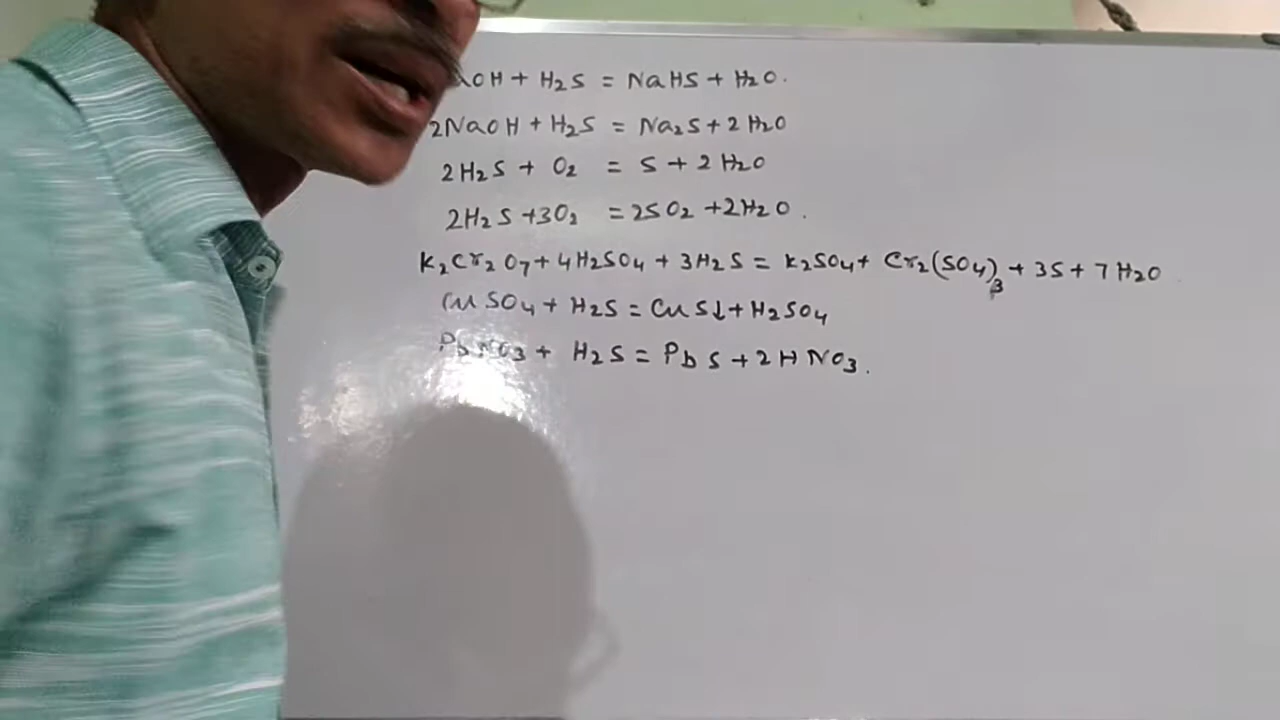 aOH + H2S = NaHS + H2O.
2NaOH + H2S = Na2S + 2H2O
2H2S + O2 = S + 2H2O
2H2S + 3O2 = 2SO2 + 2H2O.
K2Cr2O7 + 4H2SO4 + 3H2S = K2SO4 + Cr2(SO4)3 + 3S + 7H2O
CuSO4 + H2S = CuS↓ + H2SO4
PbNO3 + H2S = PbS + 2HNO3.